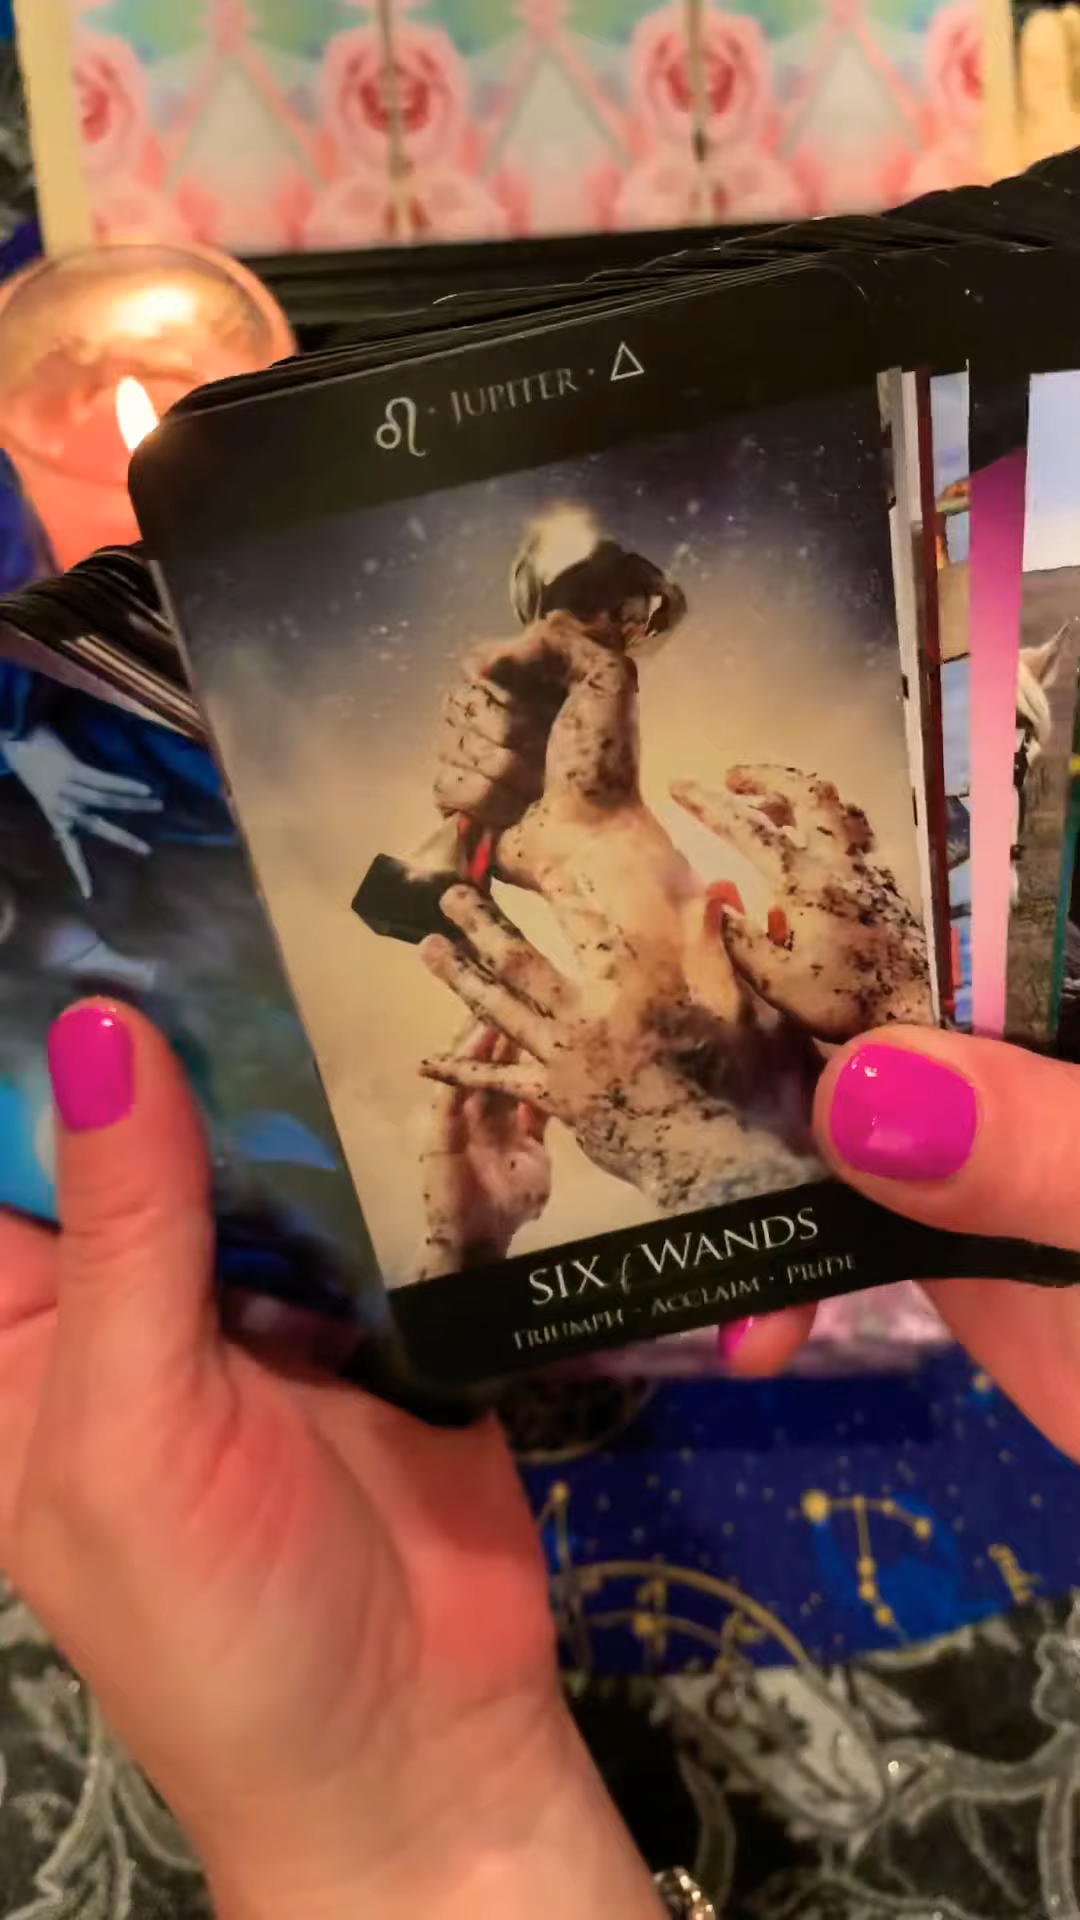 ♌ · JUPITER · △
SIX of WANDS
TRIUMPH · ACCLAIM · PRIDE